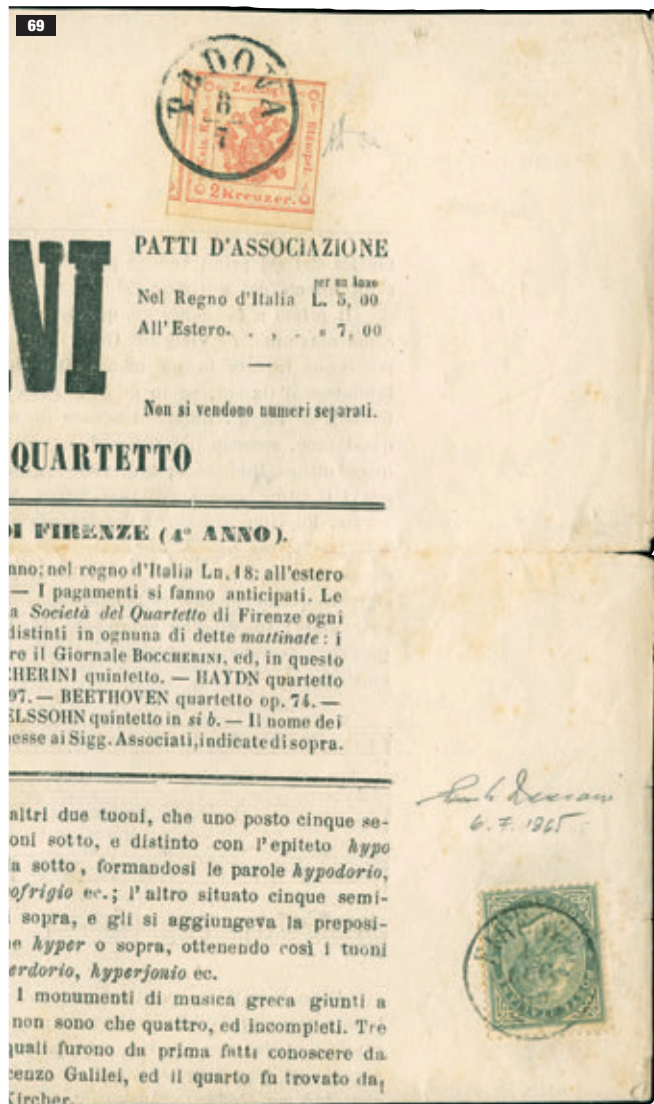 69
PADOVA
8
7
Zeitungs
Stämpel.
2 Kreuzer.
NI
PATTI D'ASSOCIAZIONE
per un anno
Nel Regno d'Italia L. 5, 00
All'Estero. . , . » 7, 00
Non si vendono numeri separati.
QUARTETTO
DI FIRENZE (4° ANNO).
nno; nel regno d'Italia Ln. 18: all'estero
— I pagamenti si fanno anticipati. Le
a Società del Quartetto di Firenze ogni
distinti in ognuna di dette mattinate: i
re il Giornale BOCCHERINI, ed, in questo
CHERINI quintetto. — HAYDN quartetto
97. — BEETHOVEN quartetto op. 74. —
ELSSOHN quintetto in si b. — Il nome dei
esse ai Sigg. Associati, indicate di sopra.
altri due tuoni, che uno posto cinque se-
oni sotto, e distinto con l'epiteto hypo
la sotto, formandosi le parole hypodorio,
ofrigio ec.; l'altro situato cinque semi-
i sopra, e gli si aggiungeva la preposi-
ne hyper o sopra, ottenendo così i tuoni
erdorio, hyperjonio ec.
I monumenti di musica greca giunti a
non sono che quattro, ed incompleti. Tre
quali furono da prima fatti conoscere da
cenzo Galilei, ed il quarto fu trovato da,
Kircher.
6.7.1865